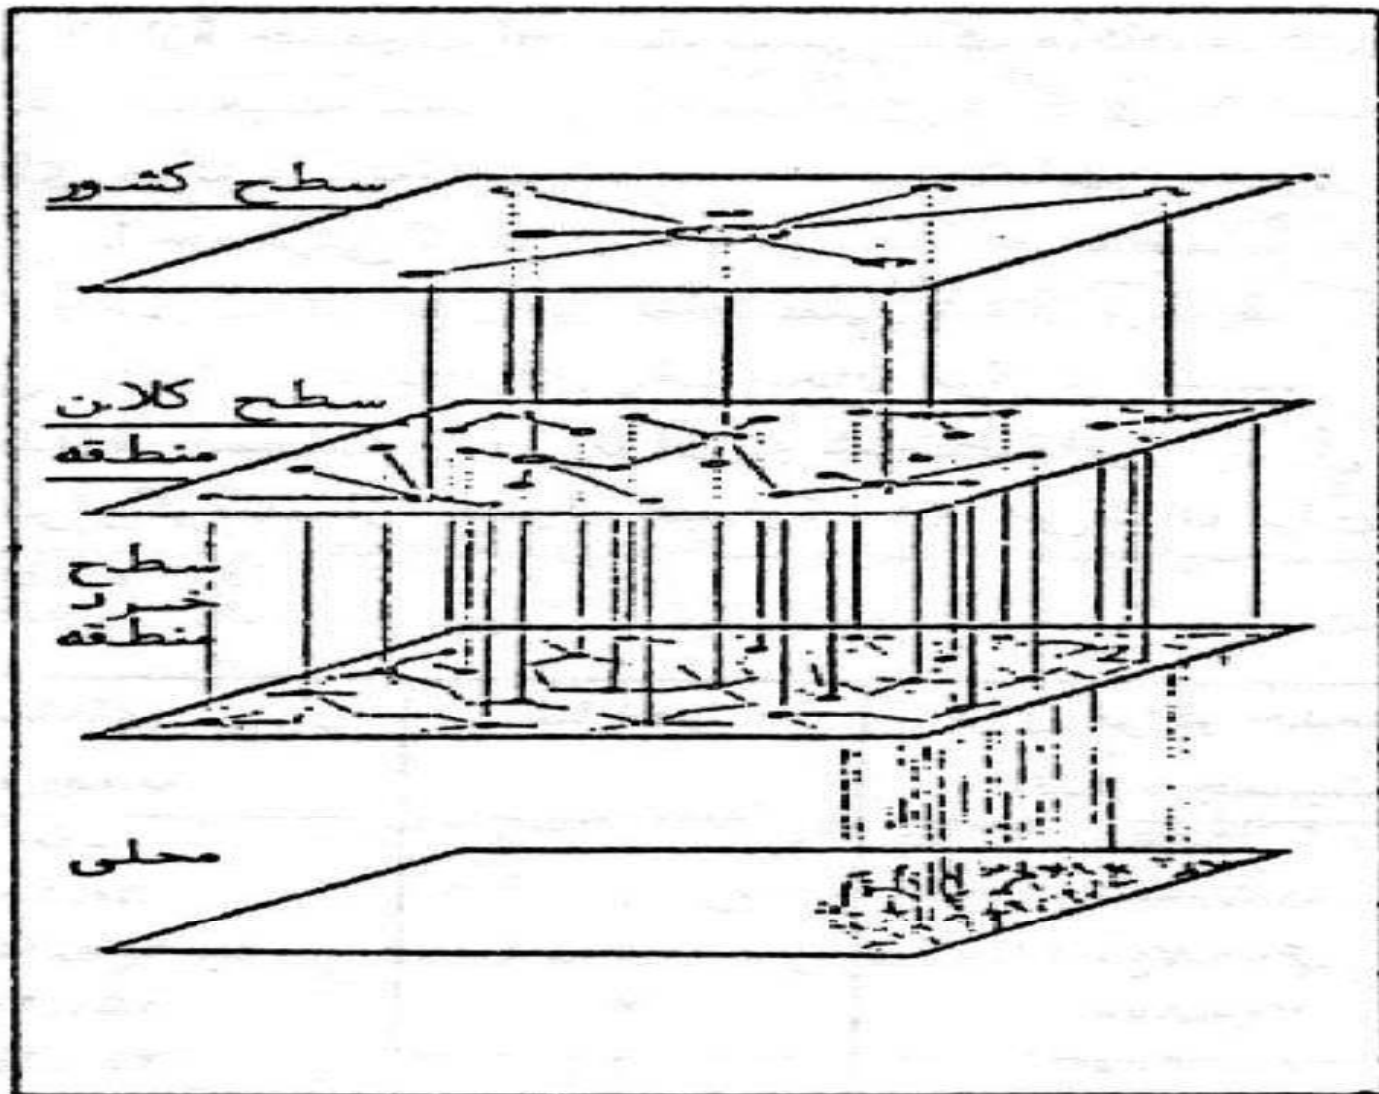 سطح کشور
سطح کلان
منطقه
سطح
خرد
منطقه
محلی